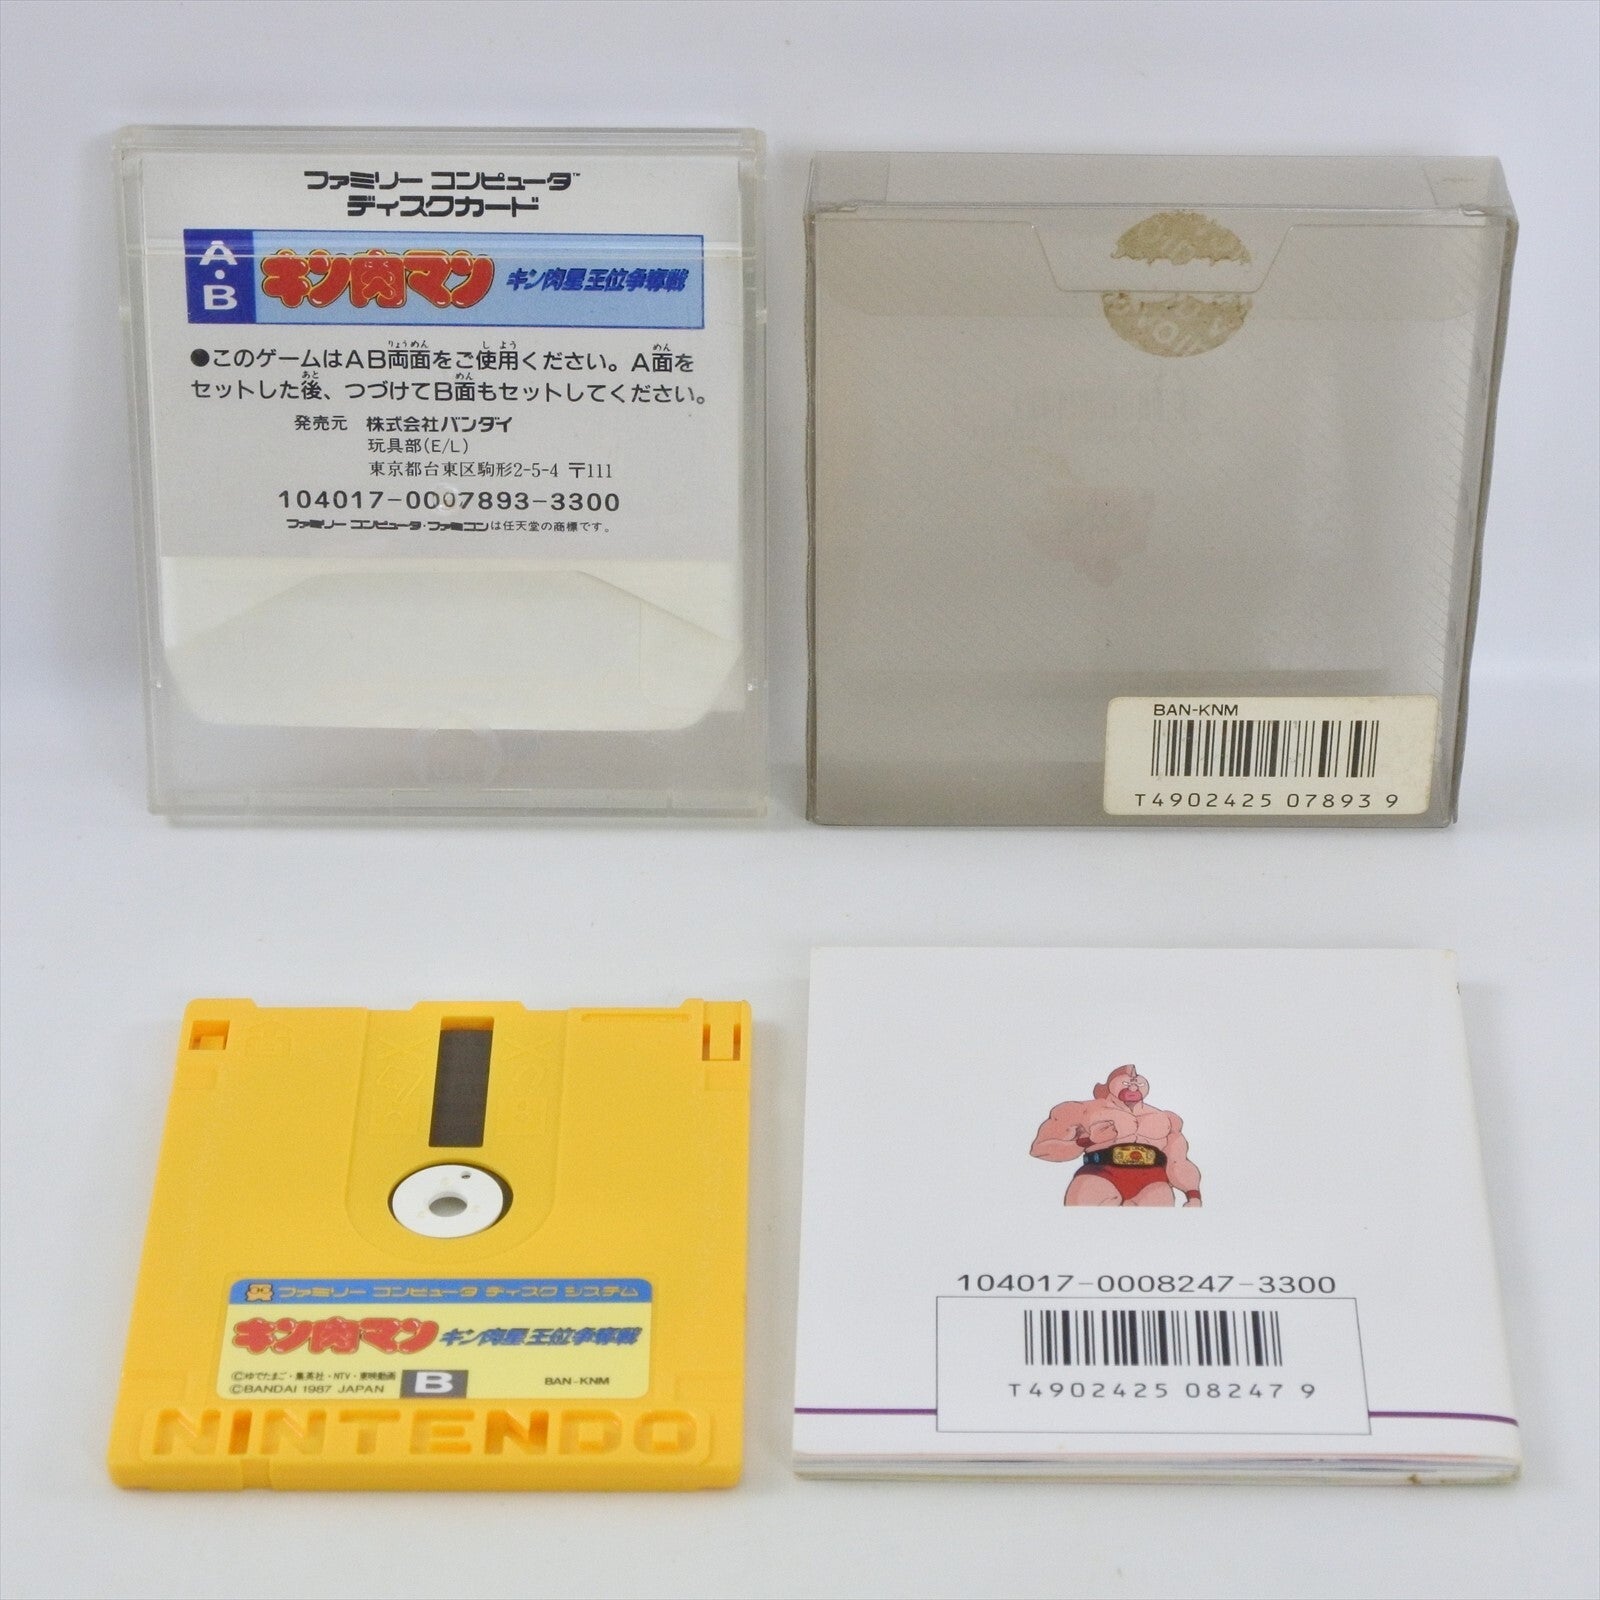 ファミリー コンピュータ™
ディスクカード
A・B
キン肉マン キン肉星王位争奪戦
●このゲームはAB両面をご使用ください。A面を
セットした後、つづけてB面もセットしてください。
発売元 株式会社バンダイ
玩具部(E/L)
東京都台東区駒形2-5-4 〒111
104017-0007893-3300
ファミリー コンピュータ・ファミコンは任天堂の商標です。
BAN-KNM
T4902425 07893 9
ファミリー コンピュータ ディスク システム
キン肉マン キン肉星王位争奪戦
©ゆでたまご・集英社・NTV・東映動画
©BANDAI 1987 JAPAN
B
BAN-KNM
NINTENDO
104017-0008247-3300
T4902425 08247 9